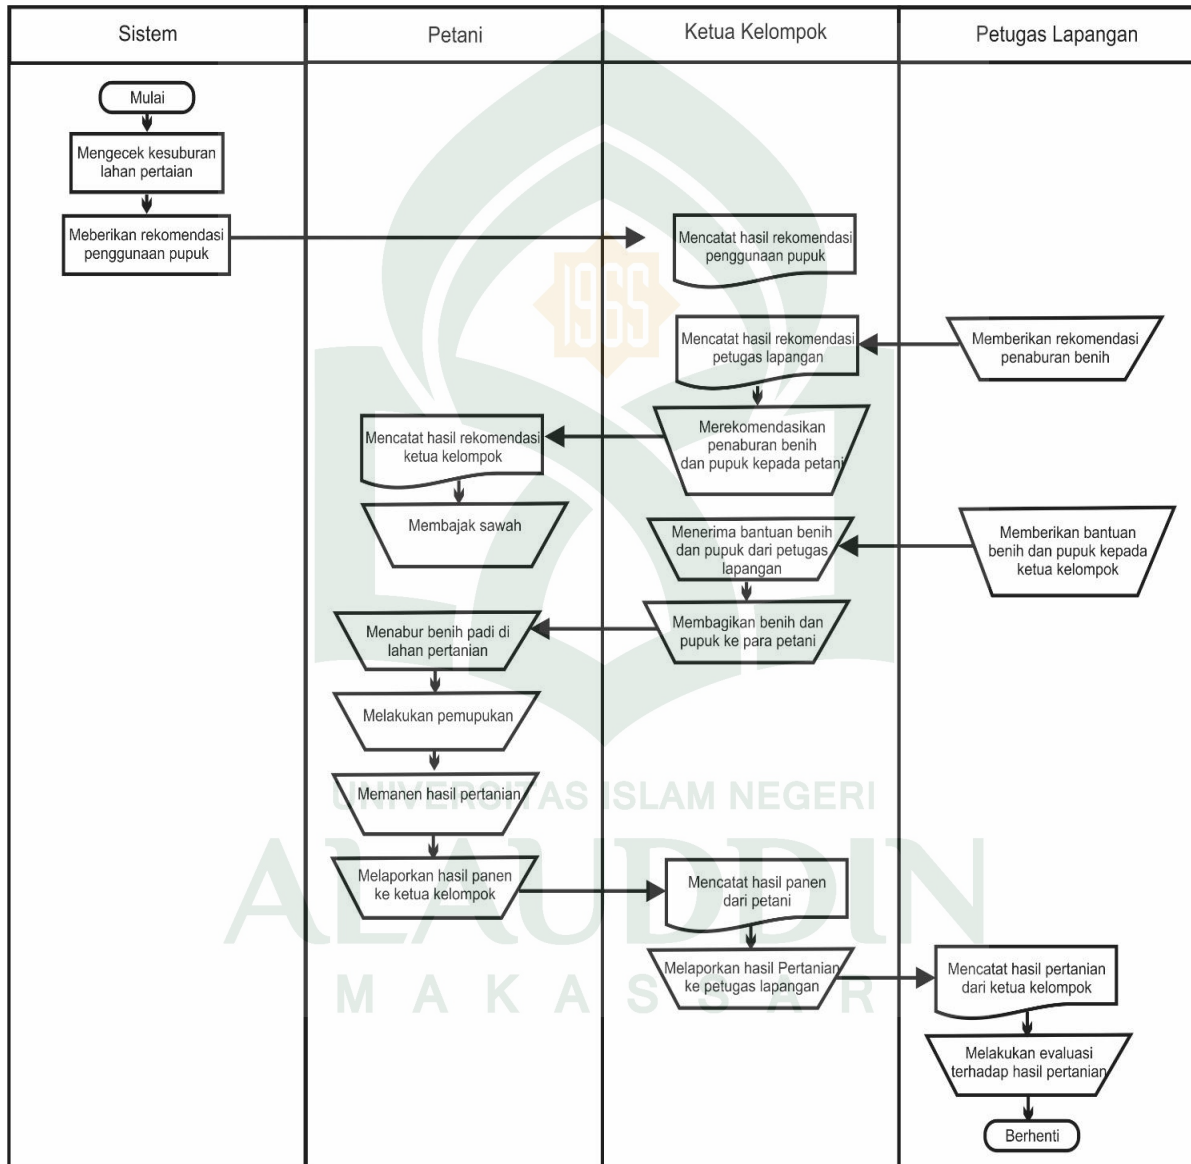 Sistem
Petani
Ketua Kelompok
Petugas Lapangan
Mulai
Mengecek kesuburan
lahan pertaian
Meberikan rekomendasi
penggunaan pupuk
Mencatat hasil rekomendasi
penggunaan pupuk
1965
Mencatat hasil rekomendasi
petugas lapangan
Memberikan rekomendasi
penaburan benih
Merekomendasikan
penaburan benih
dan pupuk kepada petani
Mencatat hasil rekomendasi
ketua kelompok
Membajak sawah
Menerima bantuan benih
dan pupuk dari petugas
lapangan
Memberikan bantuan
benih dan pupuk kepada
ketua kelompok
Membagikan benih dan
pupuk ke para petani
Menabur benih padi di
lahan pertanian
Melakukan pemupukan
Memanen hasil pertanian
UNIVERSITAS ISLAM NEGERI
ALAUDDIN
MAKASSAR
Melaporkan hasil panen
ke ketua kelompok
Mencatat hasil panen
dari petani
Melaporkan hasil Pertanian
ke petugas lapangan
Mencatat hasil pertanian
dari ketua kelompok
Melakukan evaluasi
terhadap hasil pertanian
Berhenti